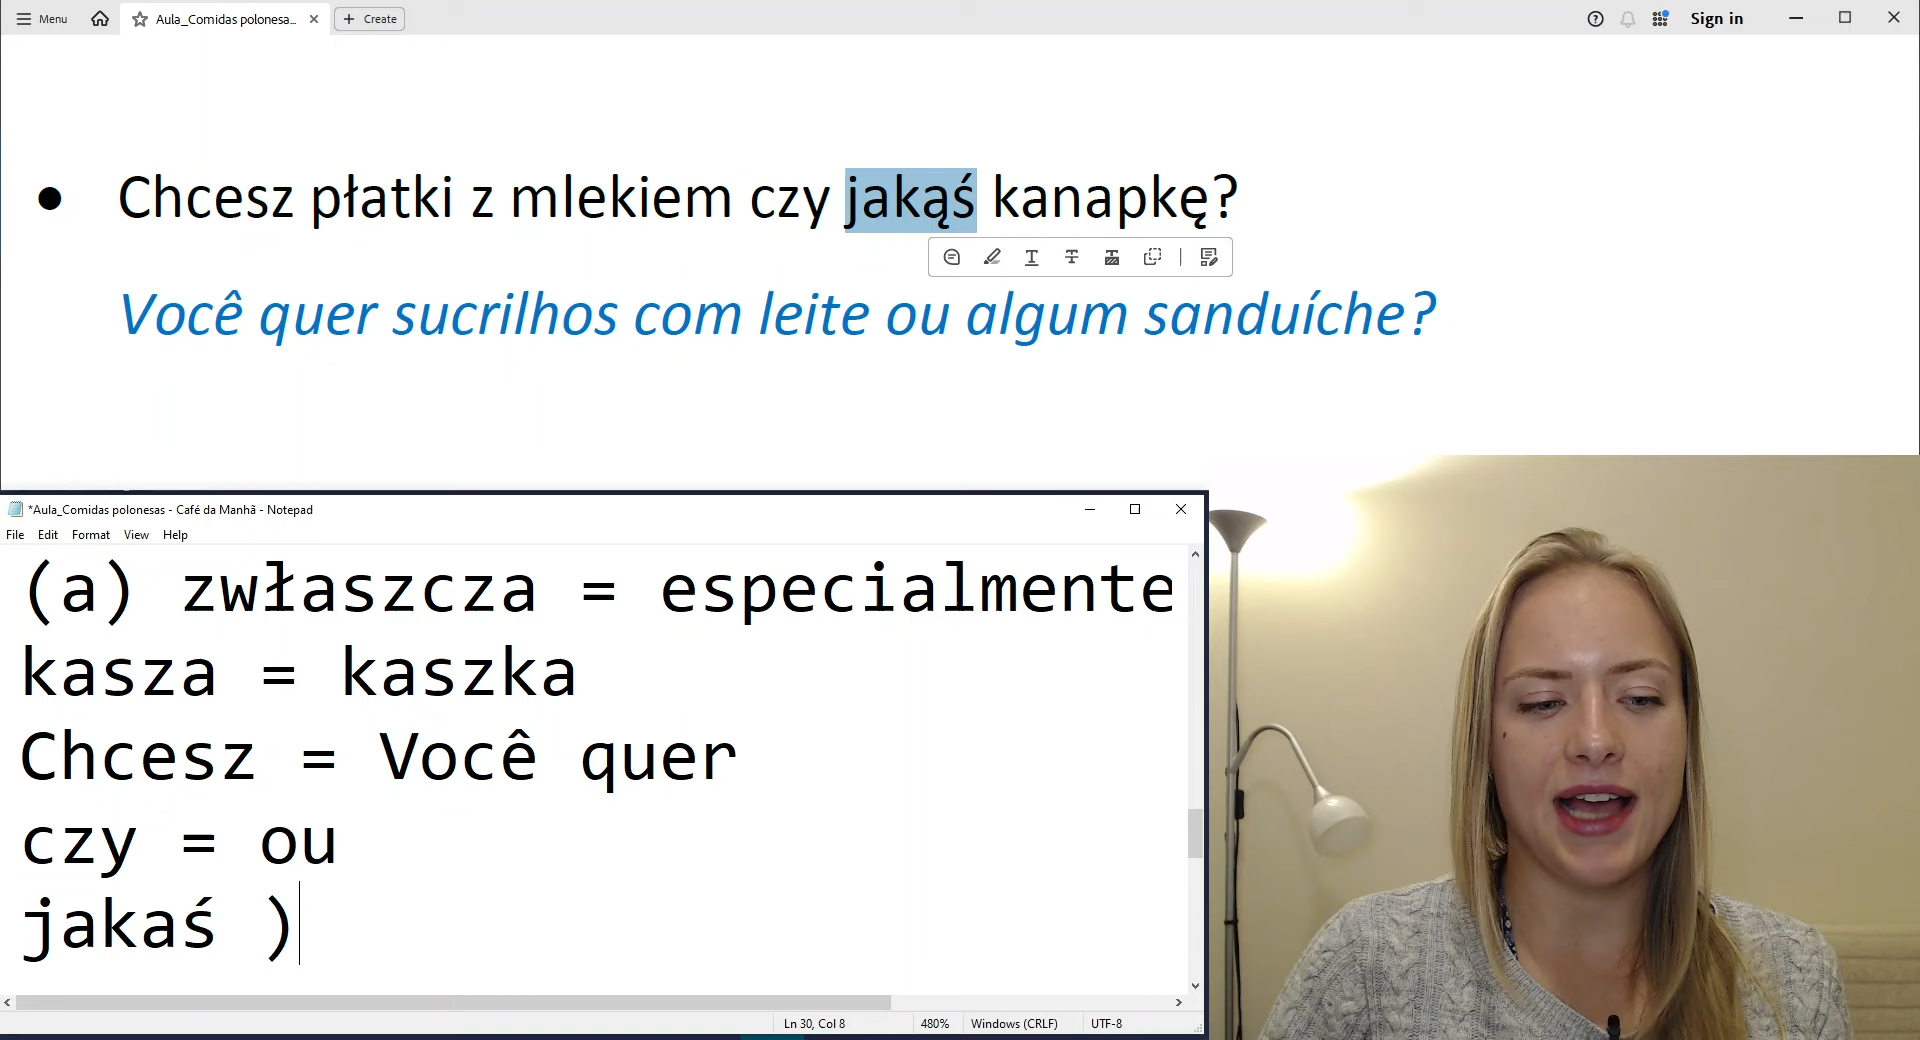 Menu
Aula_Comidas polonesa...
Create
Sign in
Chcesz płatki z mlekiem czy jakąś kanapkę?
Você quer sucrilhos com leite ou algum sanduíche?
*Aula_Comidas polonesas - Café da Manhã - Notepad
File Edit Format View Help
(a) zwłaszcza = especialmente
kasza = kaszka
Chcesz = Você quer
czy = ou
jakaś )
Ln 30, Col 8 480% Windows (CRLF) UTF-8